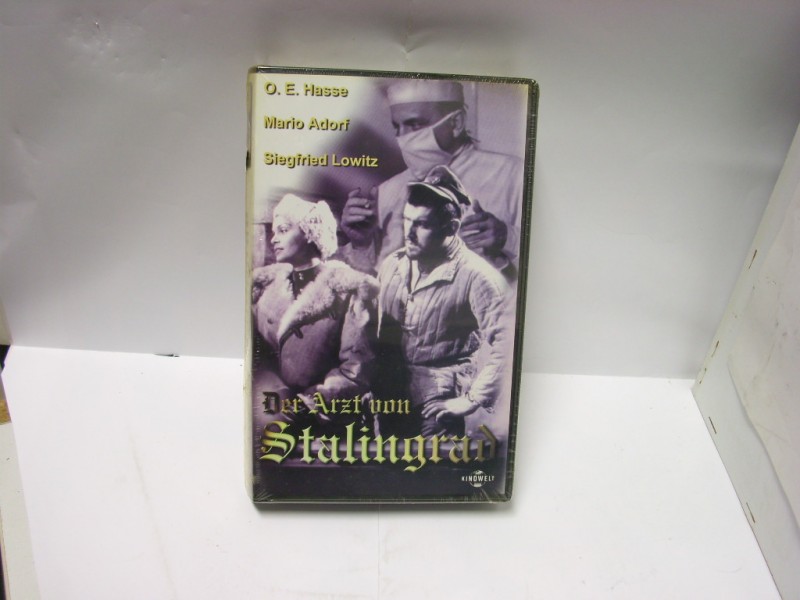 O. E. Hasse
Mario Adorf
Siegfried Lowitz
Der Arzt von
Stalingrad
KINOWELT